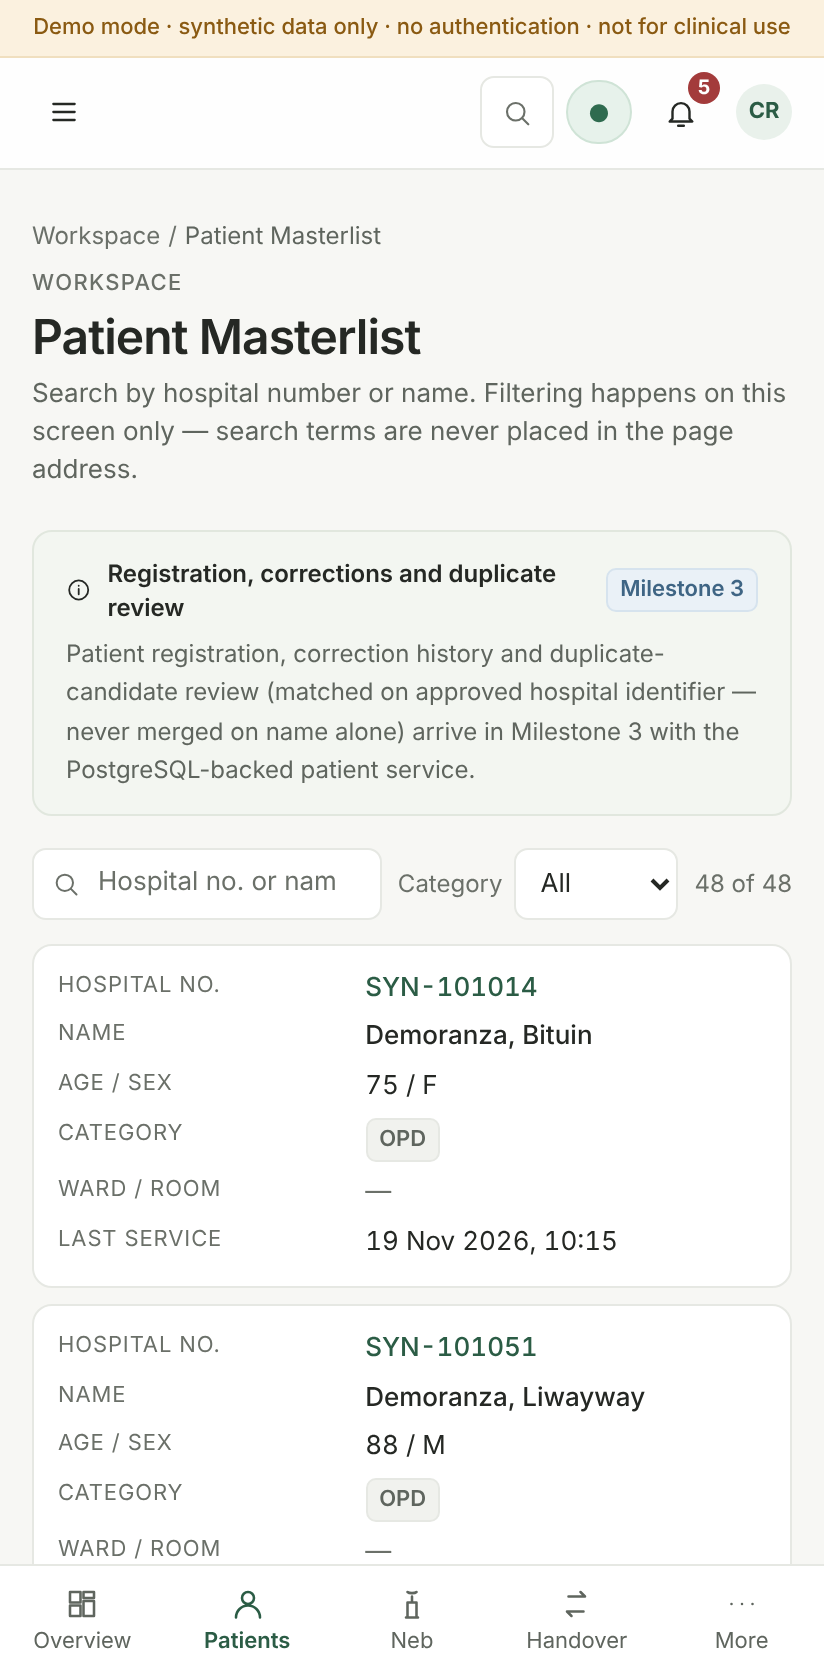 Demo mode · synthetic data only · no authentication · not for clinical use
5
CR
Workspace / Patient Masterlist
WORKSPACE
Patient Masterlist
Search by hospital number or name. Filtering happens on this
screen only — search terms are never placed in the page
address.
Registration, corrections and duplicate
review
Milestone 3
Patient registration, correction history and duplicate-
candidate review (matched on approved hospital identifier —
never merged on name alone) arrive in Milestone 3 with the
PostgreSQL-backed patient service.
Hospital no. or nam
Category
All
48 of 48
HOSPITAL NO. SYN-101014
NAME Demoranza, Bituin
AGE / SEX 75 / F
CATEGORY OPD
WARD / ROOM —
LAST SERVICE 19 Nov 2026, 10:15
HOSPITAL NO. SYN-101051
NAME Demoranza, Liwayway
AGE / SEX 88 / M
CATEGORY OPD
WARD / ROOM —
Overview Patients Neb Handover More